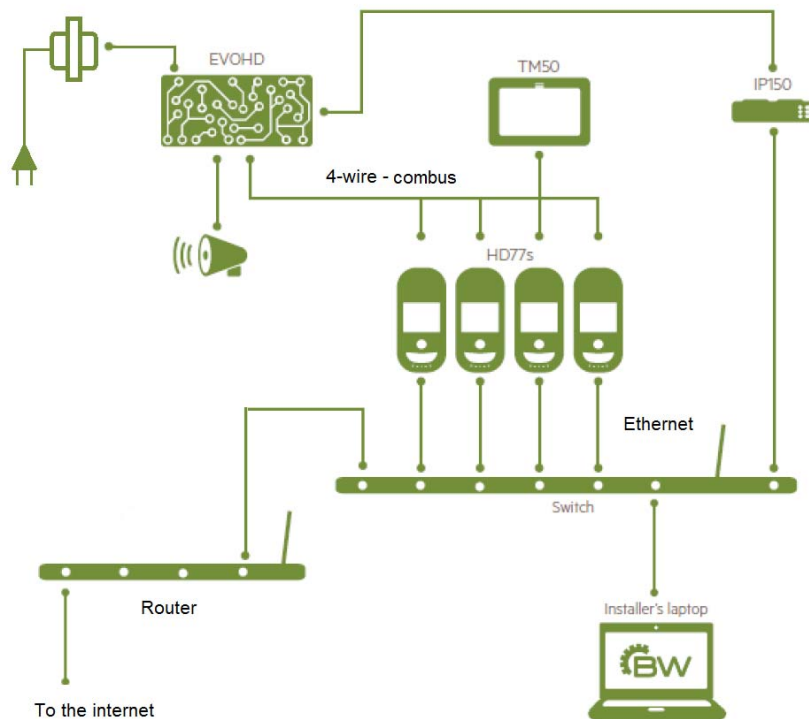 EVOHD
TM50
IP150
4-wire - combus
HD77s
Ethernet
Switch
Router
Installer's laptop
BW
To the internet